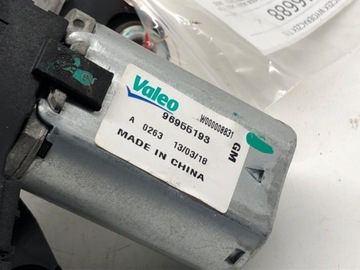 Valeo
96955193
W000008831
A 0263 13/03/18
GM
MADE IN CHINA